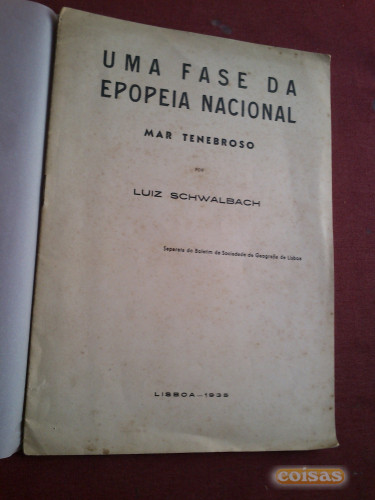 UMA FASE DA
EPOPEIA NACIONAL
MAR TENEBROSO
POR
LUIZ SCHWALBACH
Separata do Boletim da Sociedade de Geografia de Lisboa
LISBOA—1938
coisas